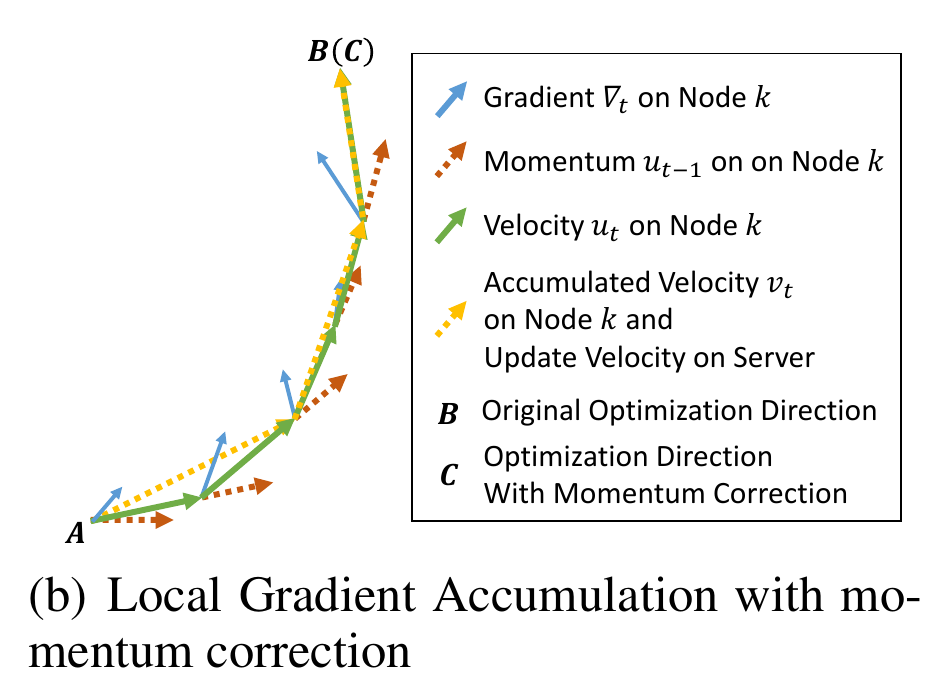 B(C)
A
Gradient ∇t on Node k
Momentum ut−1 on on Node k
Velocity ut on Node k
Accumulated Velocity vt
on Node k and
Update Velocity on Server
B Original Optimization Direction
C Optimization Direction
With Momentum Correction
(b) Local Gradient Accumulation with mo-
mentum correction